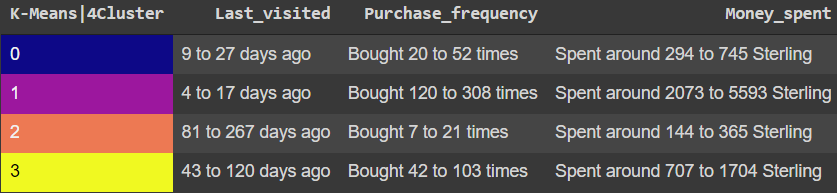 K-Means|4Cluster Last_visited Purchase_frequency Money_spent
0 9 to 27 days ago Bought 20 to 52 times Spent around 294 to 745 Sterling
1 4 to 17 days ago Bought 120 to 308 times Spent around 2073 to 5593 Sterling
2 81 to 267 days ago Bought 7 to 21 times Spent around 144 to 365 Sterling
3 43 to 120 days ago Bought 42 to 103 times Spent around 707 to 1704 Sterling